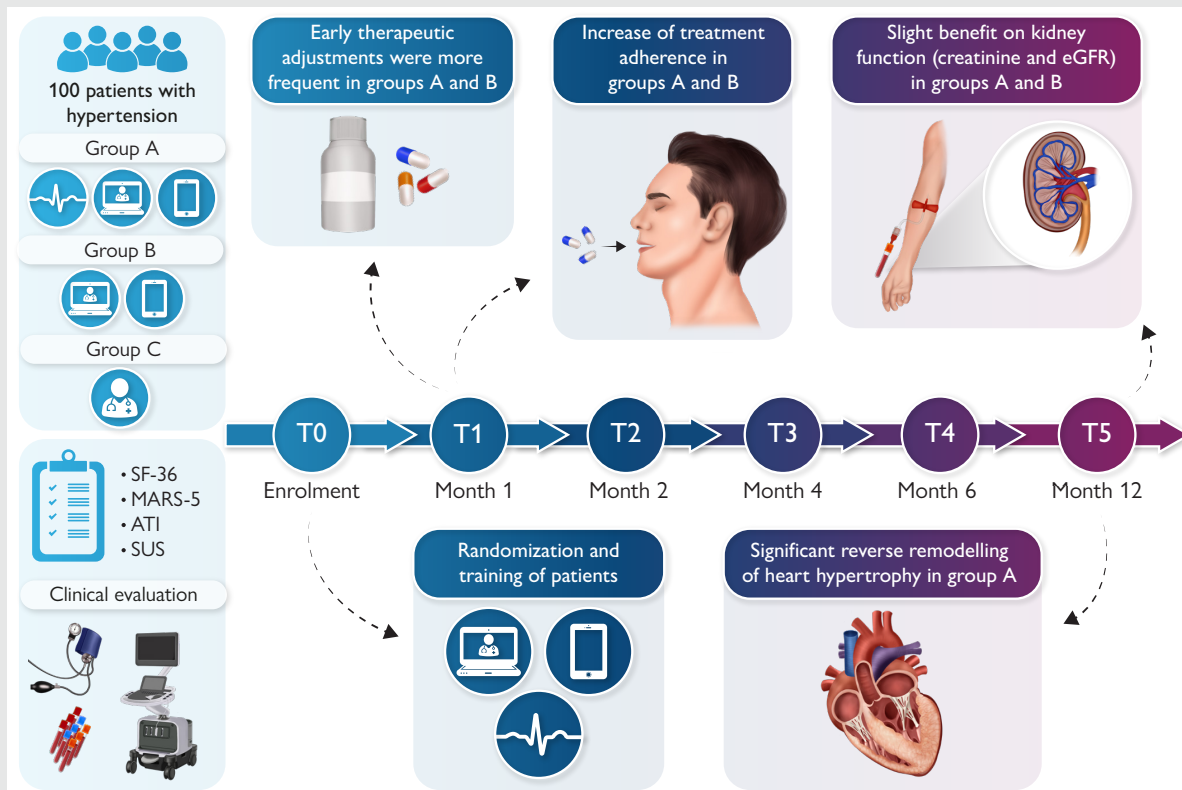 100 patients with
hypertension
Group A
Group B
Group C
• SF-36
• MARS-5
• ATI
• SUS
Clinical evaluation
Early therapeutic
adjustments were more
frequent in groups A and B
Increase of treatment
adherence in
groups A and B
Slight benefit on kidney
function (creatinine and eGFR)
in groups A and B
T0
T1
T2
T3
T4
T5
Enrolment
Month 1
Month 2
Month 4
Month 6
Month 12
Randomization and
training of patients
Significant reverse remodelling
of heart hypertrophy in group A